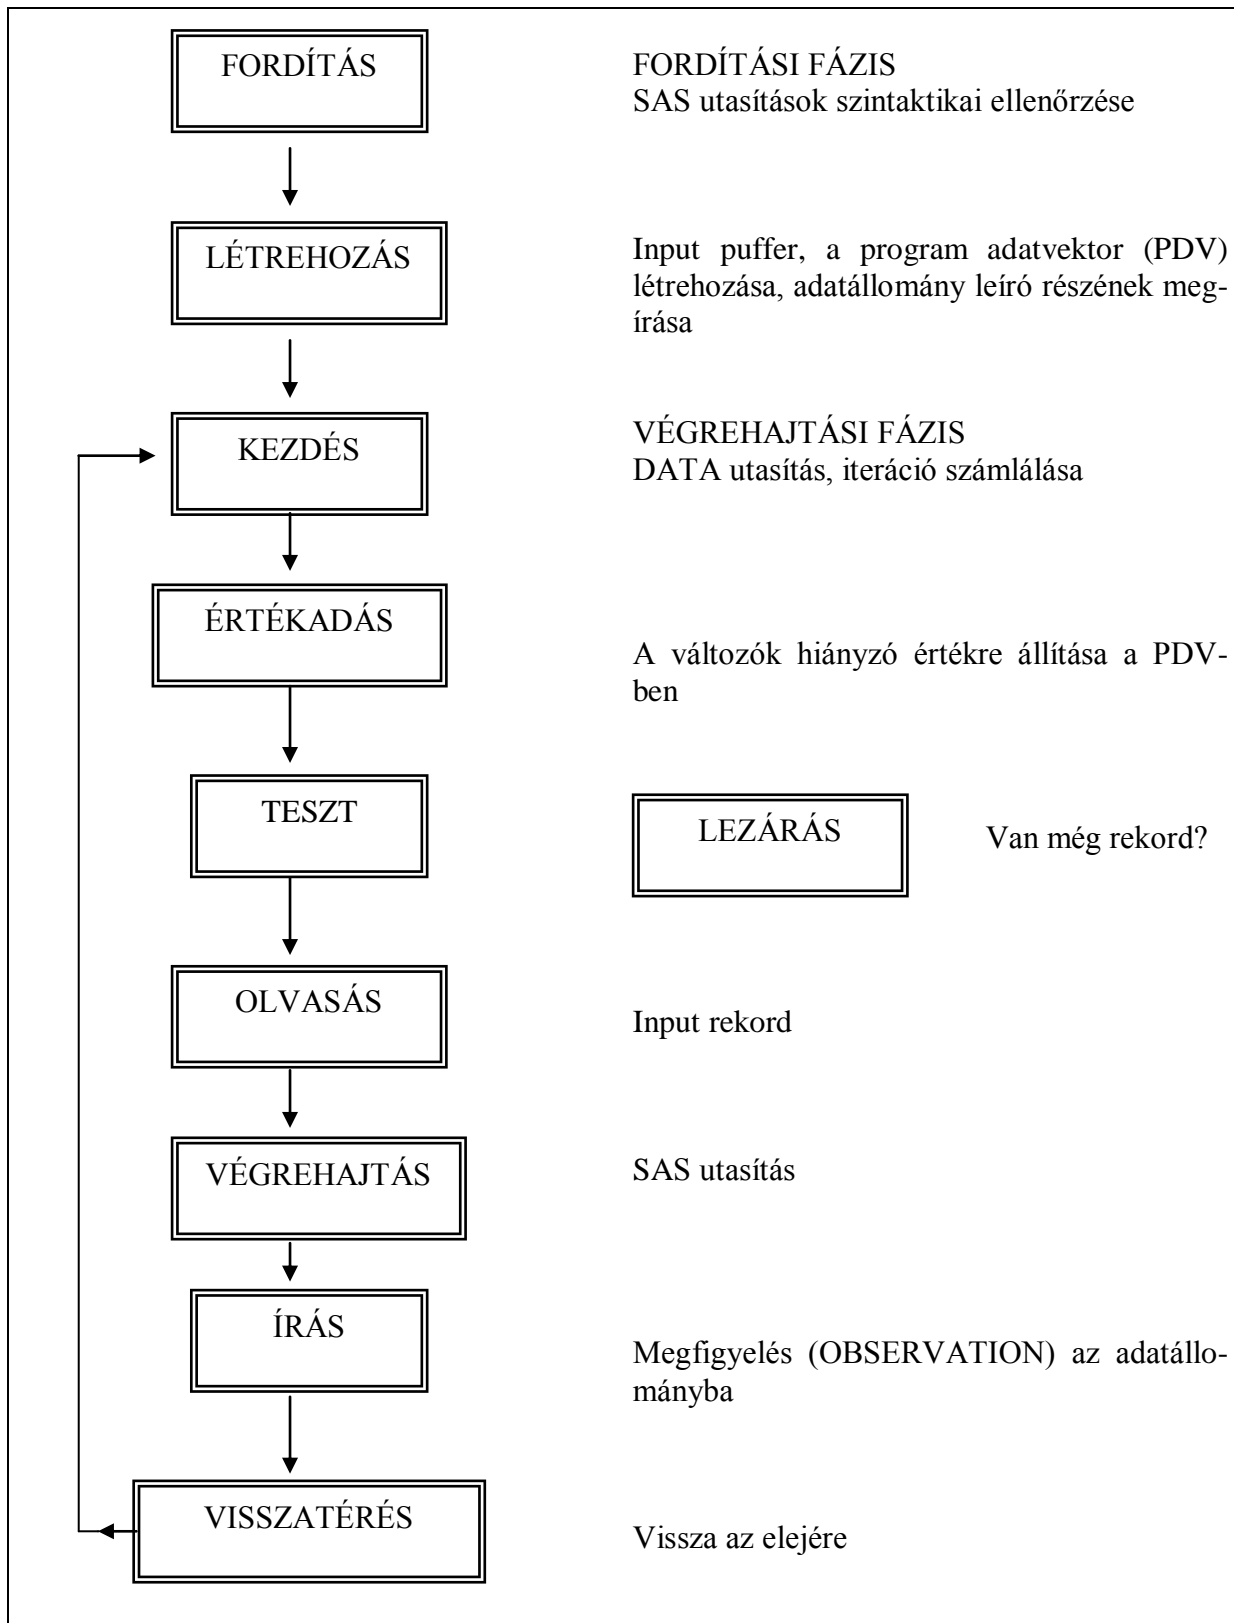 FORDÍTÁS
FORDÍTÁSI FÁZIS
SAS utasítások szintaktikai ellenőrzése
LÉTREHOZÁS
Input puffer, a program adatvektor (PDV)
létrehozása, adatállomány leíró részének meg-
írása
KEZDÉS
VÉGREHAJTÁSI FÁZIS
DATA utasítás, iteráció számlálása
ÉRTÉKADÁS
A változók hiányzó értékre állítása a PDV-
ben
TESZT
LEZÁRÁS
Van még rekord?
OLVASÁS
Input rekord
VÉGREHAJTÁS
SAS utasítás
ÍRÁS
Megfigyelés (OBSERVATION) az adatállo-
mányba
VISSZATÉRÉS
Vissza az elejére